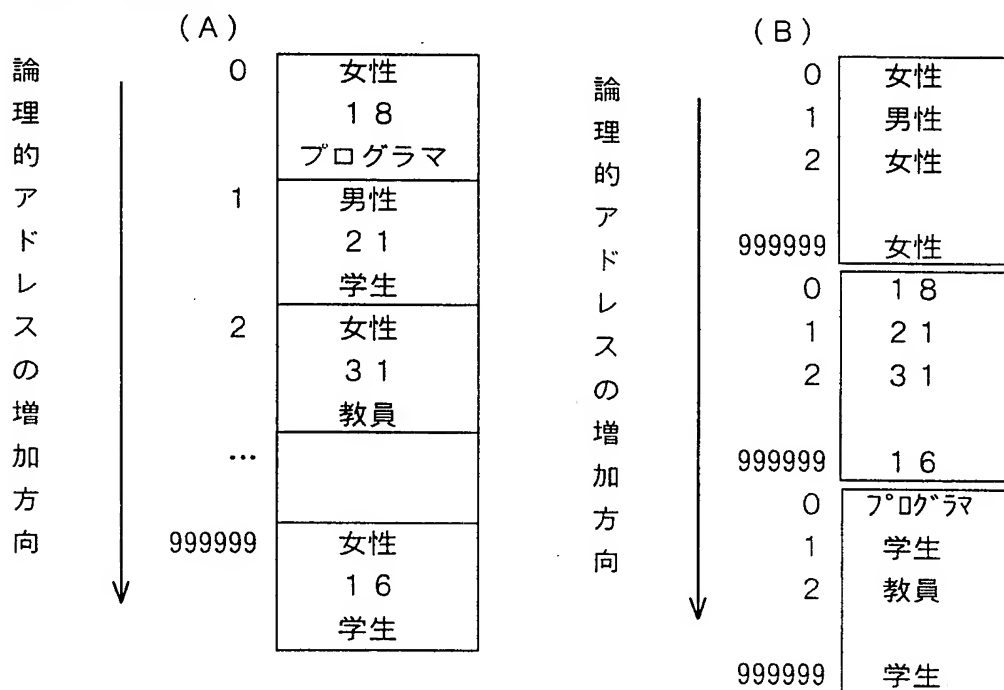 (A)
論理的アドレスの増加方向
0 女性
18
プログラマ
1 男性
21
学生
2 女性
31
教員
…
999999 女性
16
学生
(B)
論理的アドレスの増加方向
0 女性
1 男性
2 女性
999999 女性
0 18
1 21
2 31
999999 16
0 プログラマ
1 学生
2 教員
999999 学生